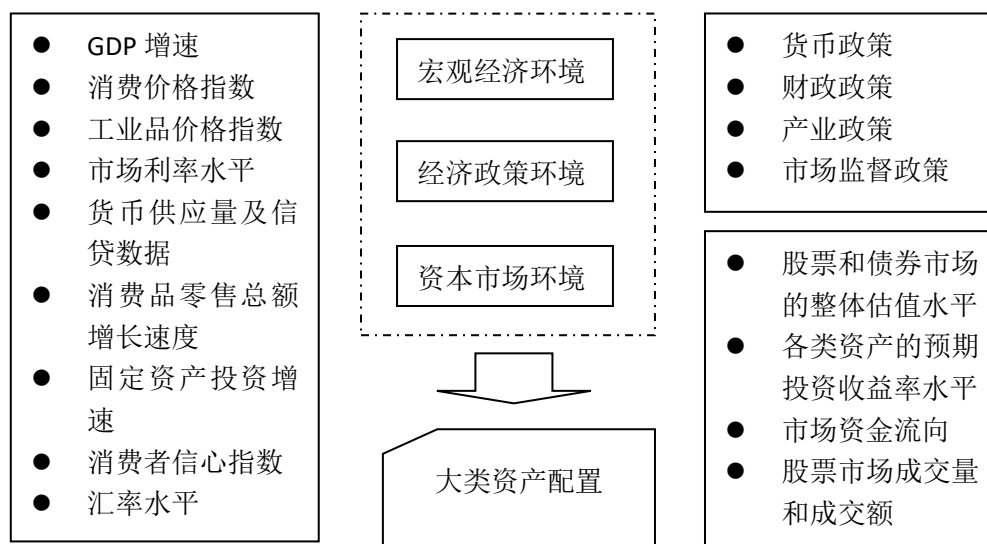 ● GDP 增速
● 消费价格指数
● 工业品价格指数
● 市场利率水平
● 货币供应量及信
贷数据
● 消费品零售总额
增长速度
● 固定资产投资增
速
● 消费者信心指数
● 汇率水平
宏观经济环境
经济政策环境
资本市场环境
大类资产配置
● 货币政策
● 财政政策
● 产业政策
● 市场监督政策
● 股票和债券市场
的整体估值水平
● 各类资产的预期
投资收益率水平
● 市场资金流向
● 股票市场成交量
和成交额